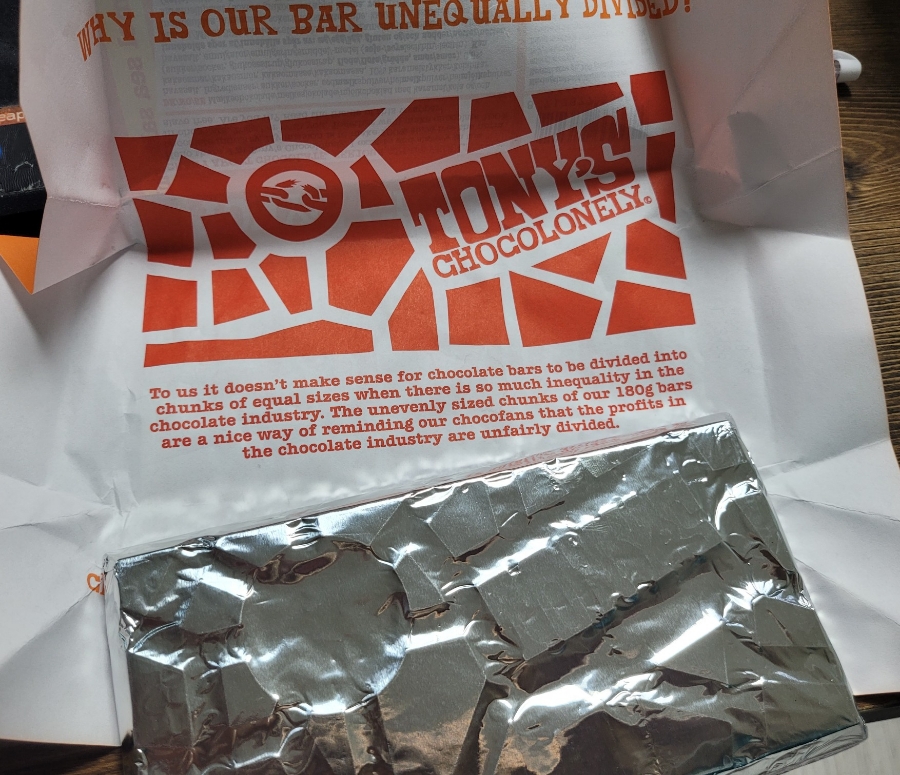 WHY IS OUR BAR UNEQUALLY DIVIDED?
TONY'S
CHOCOLONELY®
To us it doesn't make sense for chocolate bars to be divided into
chunks of equal sizes when there is so much inequality in the
chocolate industry. The unevenly sized chunks of our 180g bars
are a nice way of reminding our chocofans that the profits in
the chocolate industry are unfairly divided.